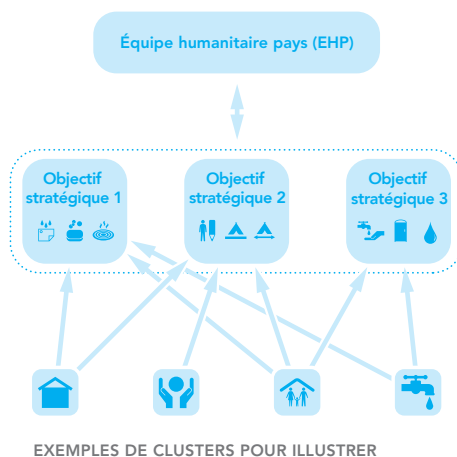 Équipe humanitaire pays (EHP)
Objectif
stratégique 1
Objectif
stratégique 2
Objectif
stratégique 3
EXEMPLES DE CLUSTERS POUR ILLUSTRER